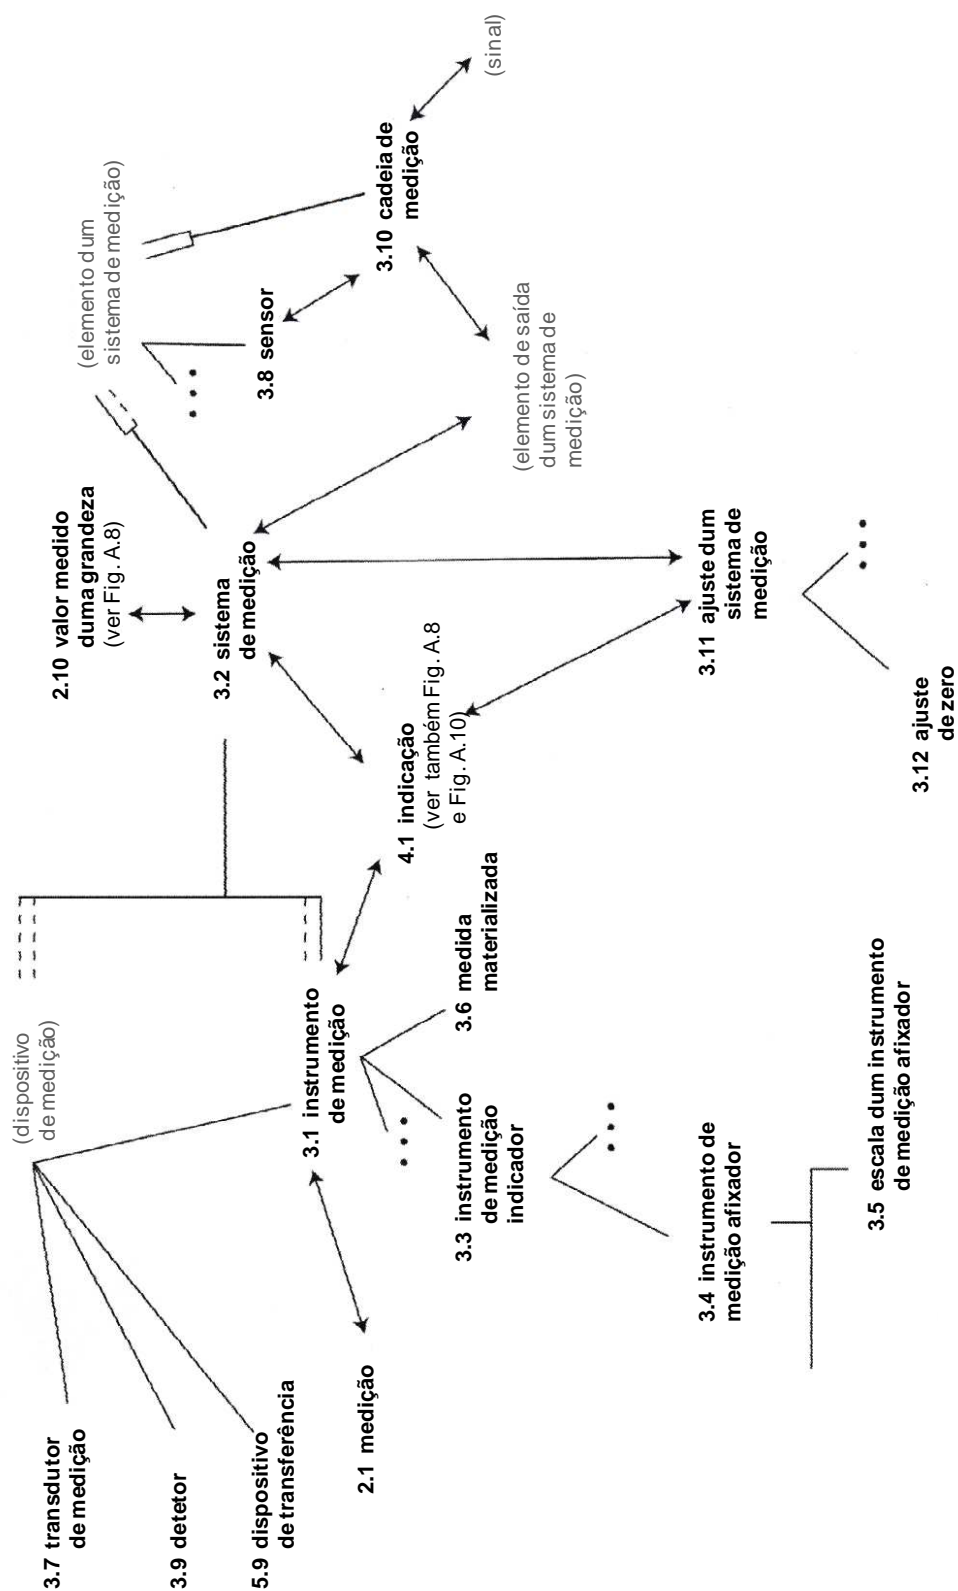 (dispositivo
de medição)
3.7 transdutor
de medição
3.9 detetor
5.9 dispositivo
de transferência
2.1 medição
3.1 instrumento
de medição
3.3 instrumento
de medição
indicador
3.6 medida
materializada
3.4 instrumento de
medição afixador
3.5 escala dum instrumento
de medição afixador
2.10 valor medido
duma grandeza
(ver Fig. A.8)
3.2 sistema
de medição
4.1 indicação
(ver também Fig. A.8
e Fig. A.10)
3.11 ajuste dum
sistema de
medição
3.12 ajuste
de zero
(elemento dum
sistema de medição)
3.8 sensor
(elemento de saída
dum sistema de
medição)
3.10 cadeia de
medição
(sinal)